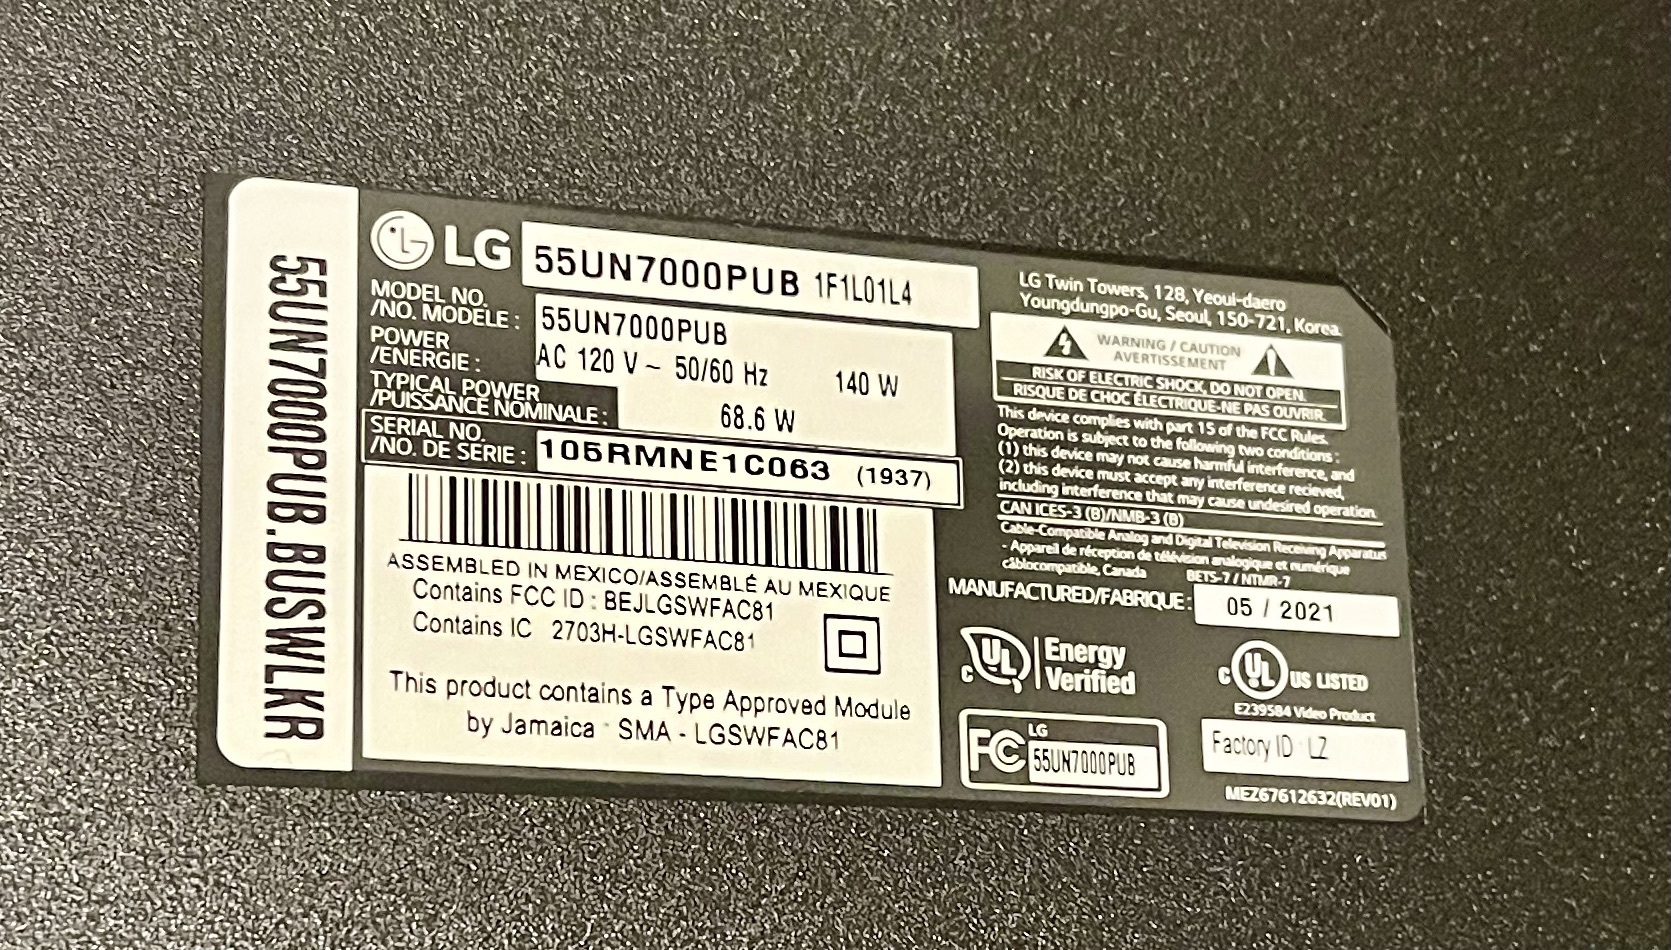 55UN7000PUB.BUSWLKR
LG 55UN7000PUB 1F1L01L4
MODEL NO.
/NO. MODÈLE : 55UN7000PUB
POWER
/ÉNERGIE : AC 120 V ~ 50/60 Hz 140 W
TYPICAL POWER
/PUISSANCE NOMINALE : 68.6 W
SERIAL NO.
/NO. DE SÉRIE : 105RMNE1C063 (1937)
ASSEMBLED IN MEXICO/ASSEMBLÉ AU MEXIQUE
Contains FCC ID : BEJLGSWFAC81
Contains IC 2703H-LGSWFAC81
This product contains a Type Approved Module
by Jamaica : SMA - LGSWFAC81
LG Twin Towers, 128, Yeoui-daero
Youngdungpo-Gu, Seoul, 150-721, Korea.
WARNING / CAUTION
AVERTISSEMENT
RISK OF ELECTRIC SHOCK, DO NOT OPEN.
RISQUE DE CHOC ÉLECTRIQUE-NE PAS OUVRIR.
This device complies with part 15 of the FCC Rules.
Operation is subject to the following two conditions :
(1) this device may not cause harmful interference, and
(2) this device must accept any interference recieved,
including interference that may cause undesired operation.
CAN ICES-3 (B)/NMB-3 (B)
Cable-Compatible Analog and Digital Television Receiving Apparatus
- Appareil de réception de télévision analogique et numérique
câblocompatible, Canada BETS-7 / NTMR-7
MANUFACTURED/FABRIQUÉ : 05 / 2021
c UL Energy
Verified
c UL US LISTED
E239584 Video Product
FC LG
55UN7000PUB
Factory ID : LZ
MEZ67612632(REV01)